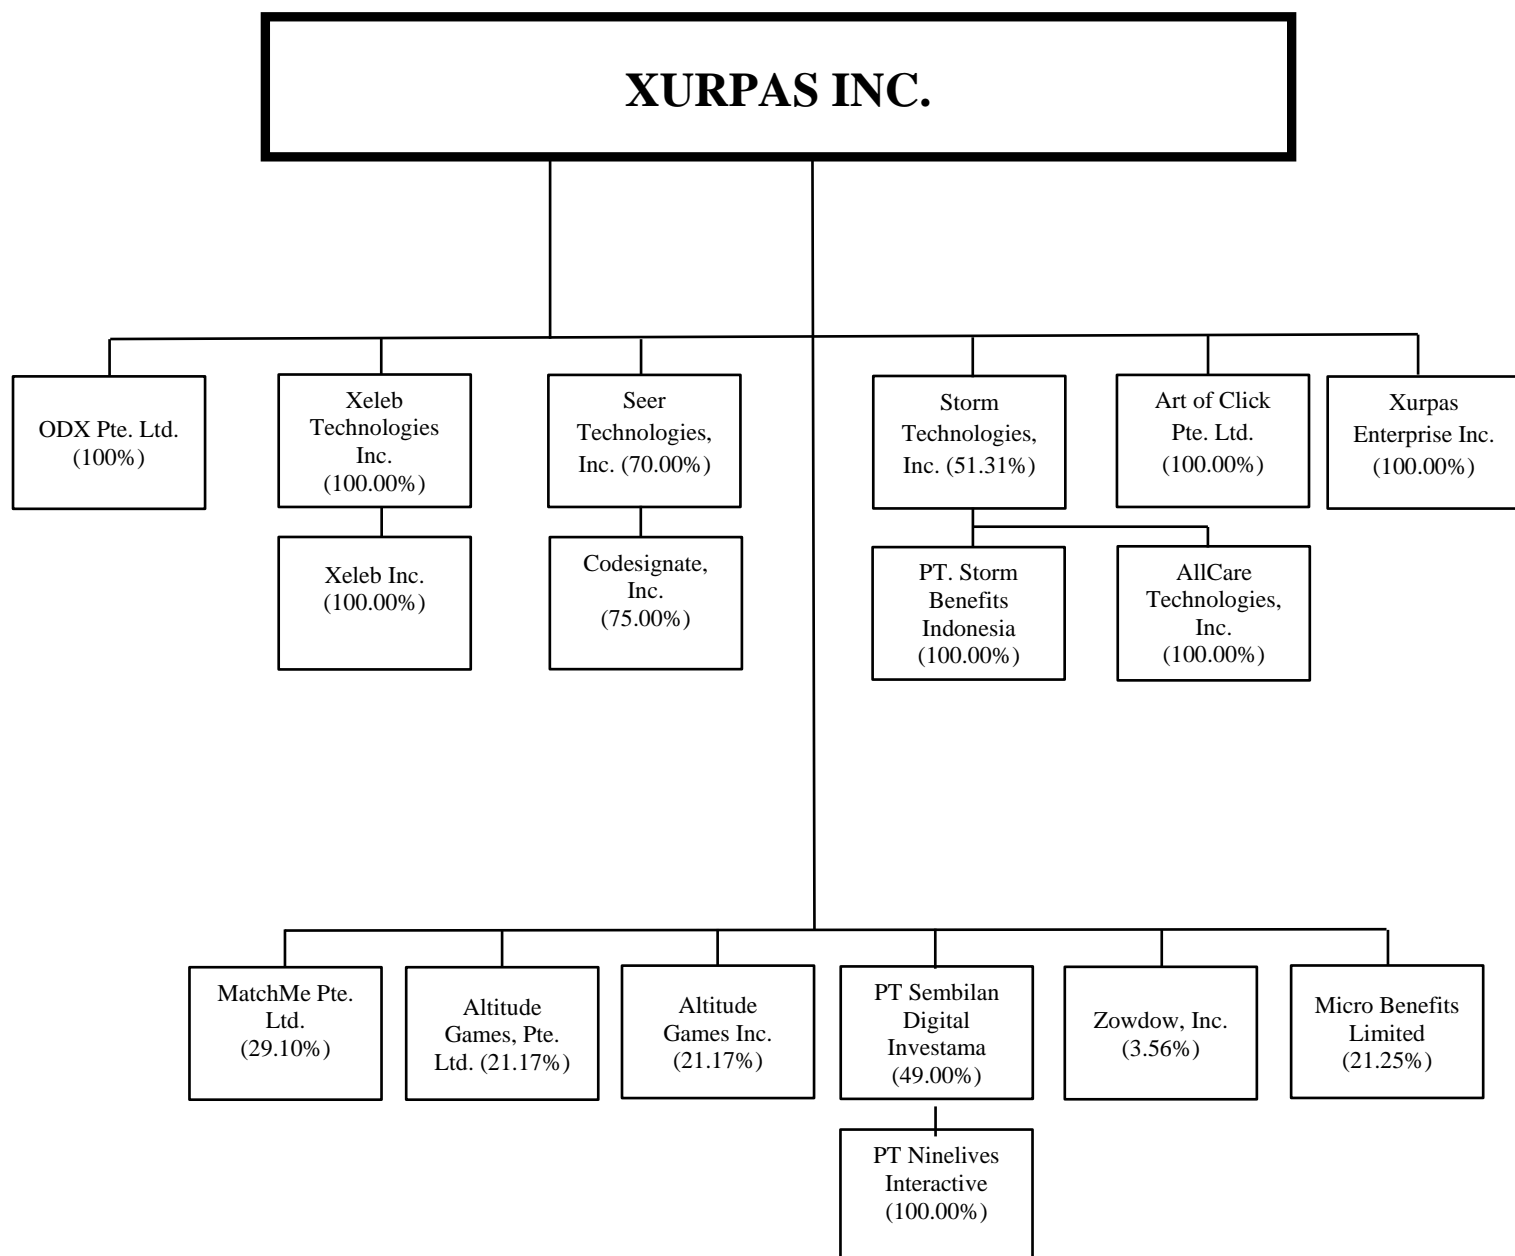 XURPAS INC.
ODX Pte. Ltd.
(100%)
Xeleb
Technologies
Inc.
(100.00%)
Seer
Technologies,
Inc. (70.00%)
Storm
Technologies,
Inc. (51.31%)
Art of Click
Pte. Ltd.
(100.00%)
Xurpas
Enterprise Inc.
(100.00%)
Xeleb Inc.
(100.00%)
Codesignate,
Inc.
(75.00%)
PT. Storm
Benefits
Indonesia
(100.00%)
AllCare
Technologies,
Inc.
(100.00%)
MatchMe Pte.
Ltd.
(29.10%)
Altitude
Games, Pte.
Ltd. (21.17%)
Altitude
Games Inc.
(21.17%)
PT Sembilan
Digital
Investama
(49.00%)
Zowdow, Inc.
(3.56%)
Micro Benefits
Limited
(21.25%)
PT Ninelives
Interactive
(100.00%)